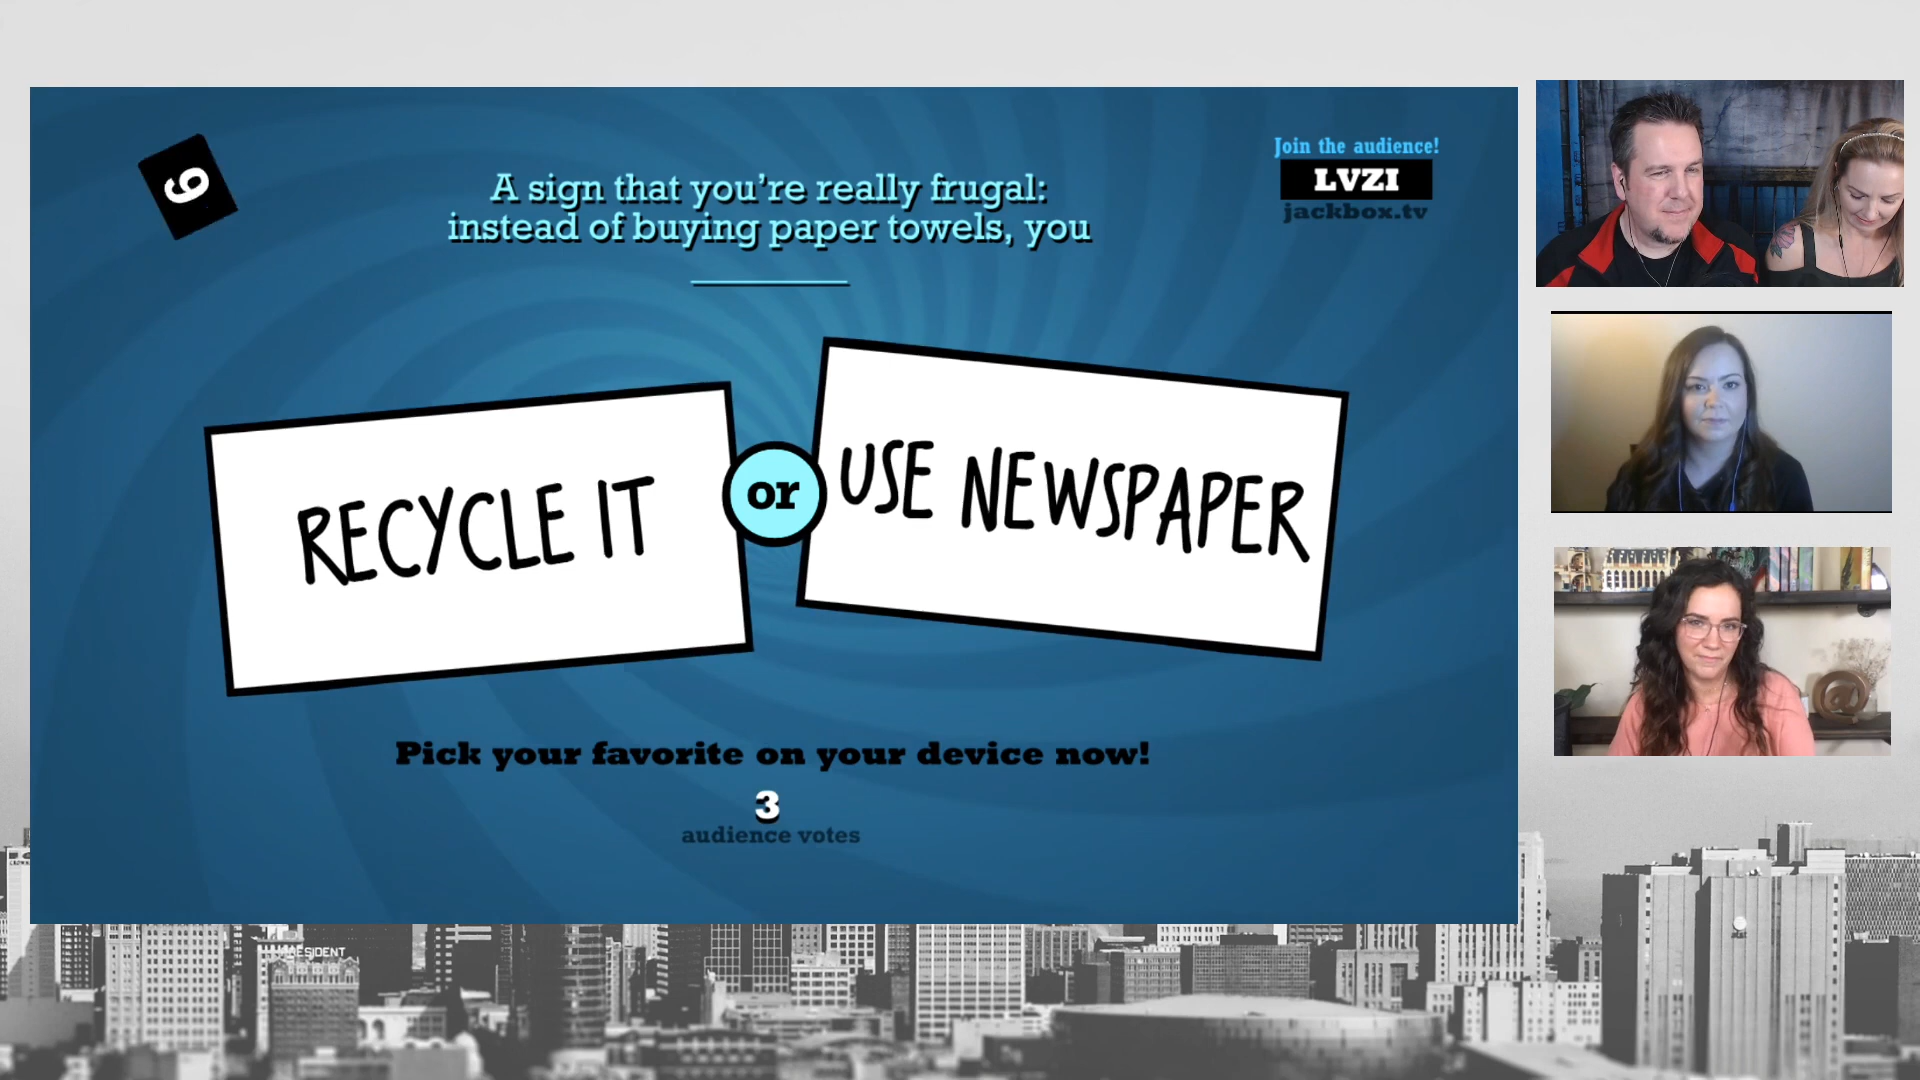 Join the audience!
LVZI
jackbox.tv
A sign that you're really frugal:
instead of buying paper towels, you
RECYCLE IT
or
USE NEWSPAPER
Pick your favorite on your device now!
3
audience votes
@